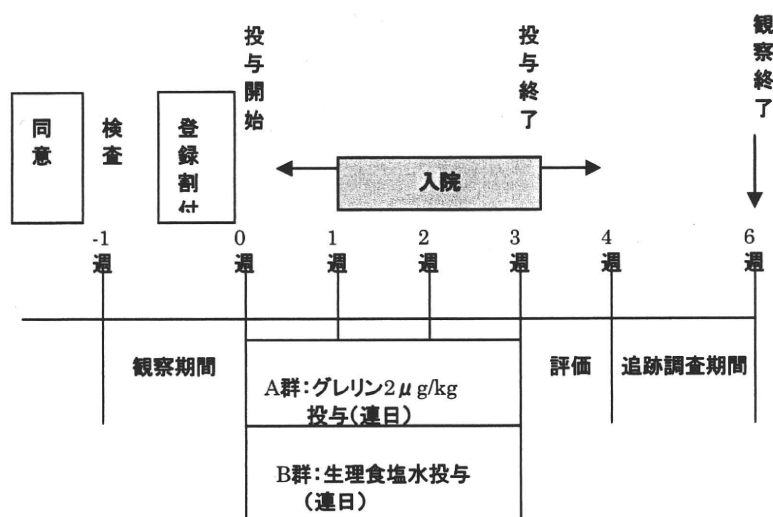 投与開始
投与終了
観察終了
同意
検査
登録割付
入院
-1週
0週
1週
2週
3週
4週
6週
観察期間
評価
追跡調査期間
A群:グレリン2μg/kg
投与(連日)
B群:生理食塩水投与
(連日)